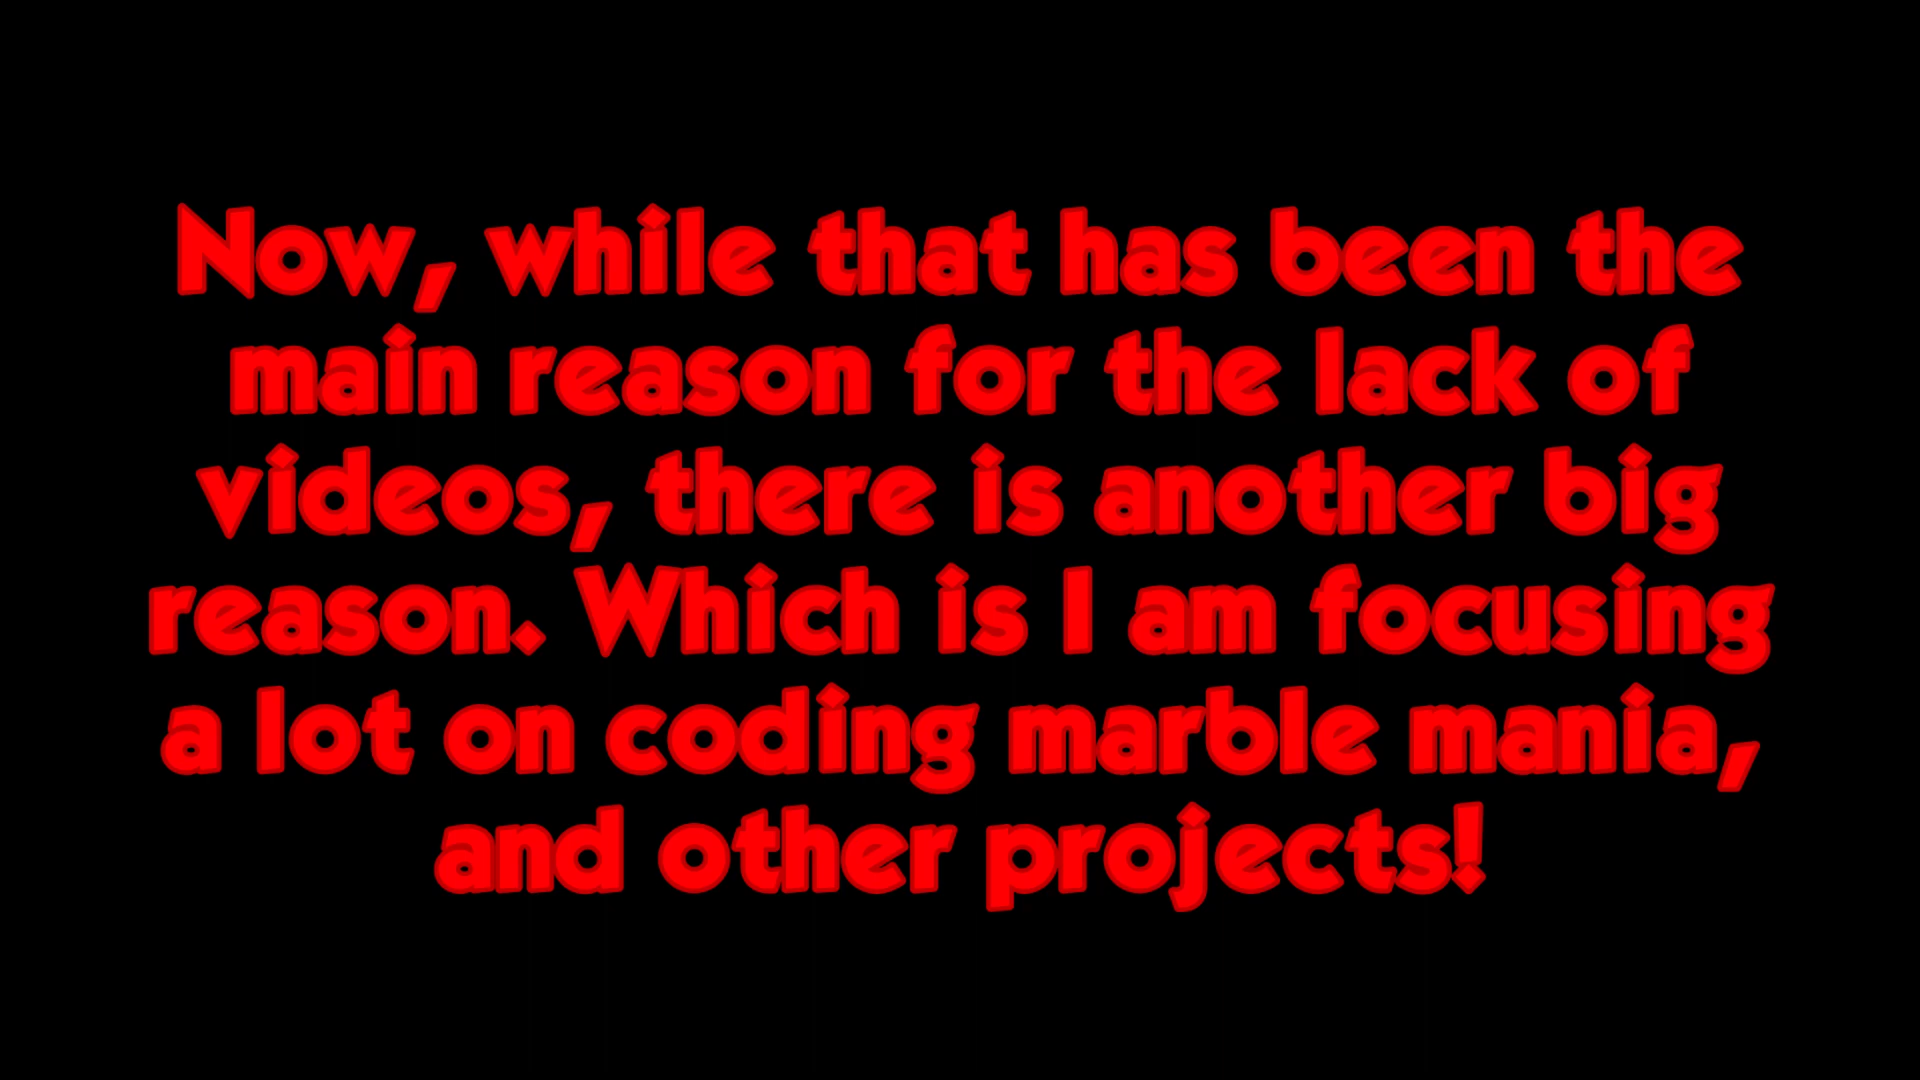 Now, while that has been the
main reason for the lack of
videos, there is another big
reason. Which is I am focusing
a lot on coding marble mania,
and other projects!